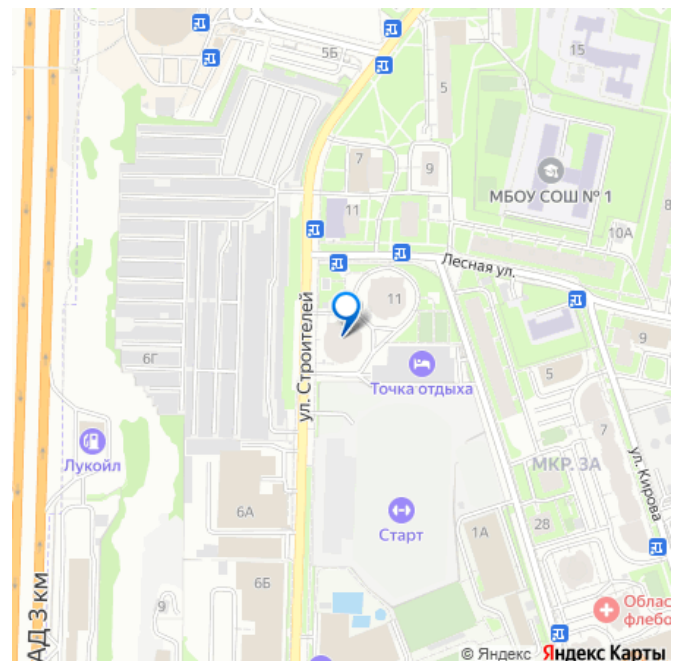 5Б
15
5
7
9
МБОУ СОШ № 1
11
10А
8
Лесная ул.
11
ул. Строителей
6Г
9
Точка отдыха
5
Лукойл
7
МКР. 3А
ул. Кирова
6А
Старт
1А
28
6Б
АД 3 км
9
Облас
флебо
© Яндекс Яндекс Карты